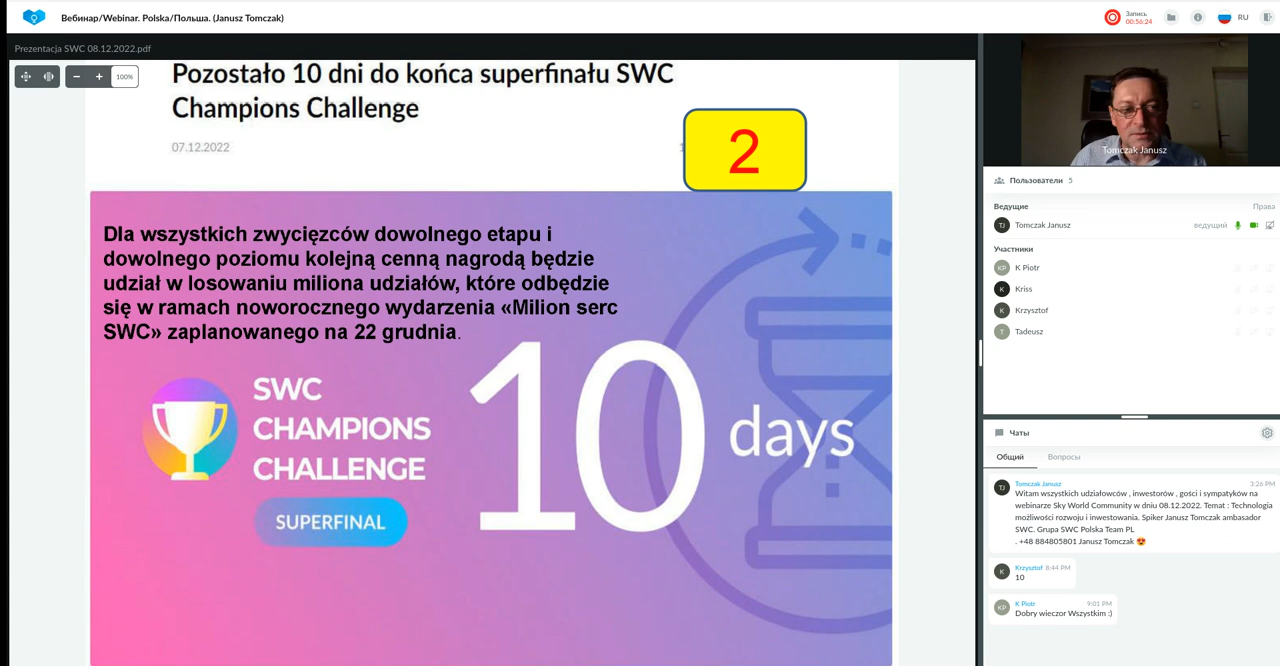 Вебинар/Webinar. Polska/Польша. (Janusz Tomczak)
Запись
00:56:24
RU
Prezentacja SWC 08.12.2022.pdf
100%
Pozostało 10 dni do końca superfinału SWC
Champions Challenge
07.12.2022
2
Dla wszystkich zwycięzców dowolnego etapu i
dowolnego poziomu kolejną cenną nagrodą będzie
udział w losowaniu miliona udziałów, które odbędzie
się w ramach noworocznego wydarzenia «Milion serc
SWC» zaplanowanego na 22 grudnia.
SWC
CHAMPIONS
CHALLENGE
SUPERFINAL
10 days
Tomczak Janusz
Пользователи 5
Ведущие Права
TJ Tomczak Janusz ведущий
Участники
KP K Piotr
K Kriss
K Krzysztof
T Tadeusz
Чаты
Общий Вопросы
TJ Tomczak Janusz 3:26 PM
Witam wszystkich udziałowców , inwestorów , gości i sympatyków na
webinarze Sky World Community w dniu 08.12.2022. Temat : Technologia
możliwości rozwoju i inwestowania. Spiker Janusz Tomczak ambasador
SWC. Grupa SWC Polska Team PL
. +48 884805801 Janusz Tomczak 😍
K Krzysztof 8:44 PM
10
KP K Piotr 9:01 PM
Dobry wieczor Wszystkim :)